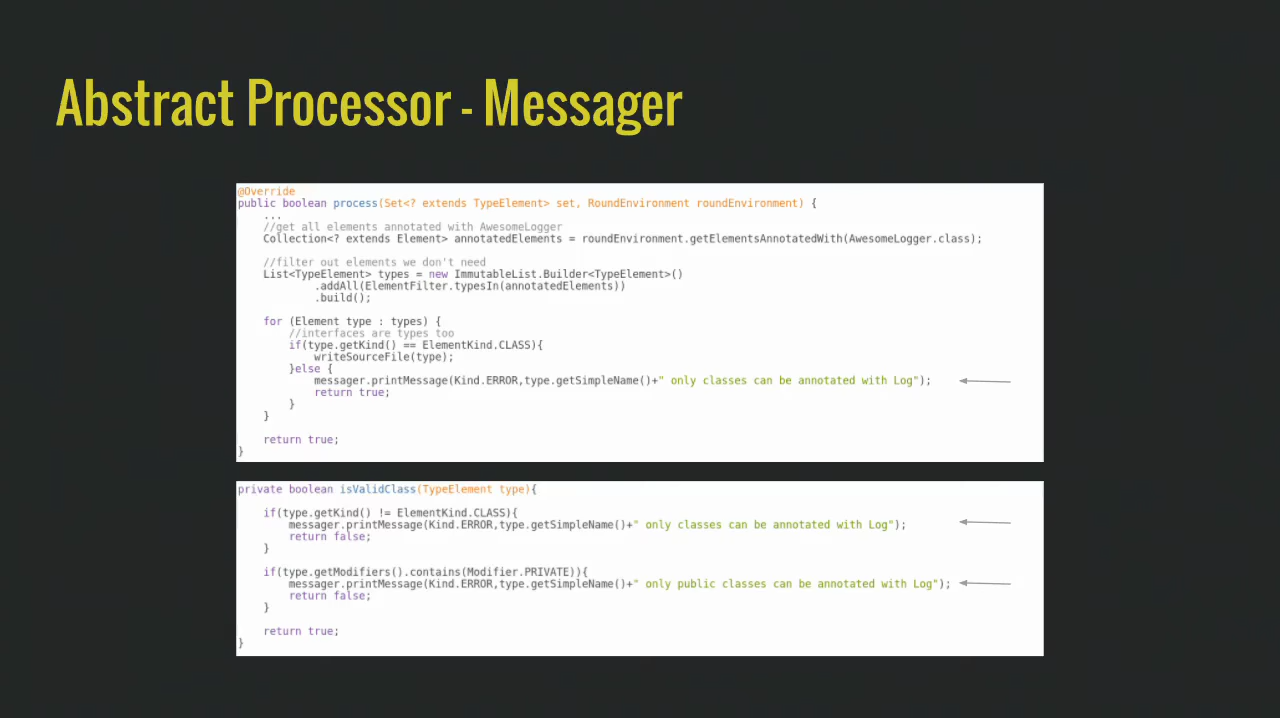 Abstract Processor - Messager
@Override
public boolean process(Set<? extends TypeElement> set, RoundEnvironment roundEnvironment) {
    ...
    //get all elements annotated with AwesomeLogger
    Collection<? extends Element> annotatedElements = roundEnvironment.getElementsAnnotatedWith(AwesomeLogger.class);
    //filter out elements we don't need
    List<TypeElement> types = new ImmutableList.Builder<TypeElement>()
            .addAll(ElementFilter.typesIn(annotatedElements))
            .build();
    for (Element type : types) {
        //interfaces are types too
        if(type.getKind() == ElementKind.CLASS){
            writeSourceFile(type);
        }else {
            messager.printMessage(Kind.ERROR,type.getSimpleName()+" only classes can be annotated with Log");
            return true;
        }
    }
    return true;
}
private boolean isValidClass(TypeElement type){
    if(type.getKind() != ElementKind.CLASS){
        messager.printMessage(Kind.ERROR,type.getSimpleName()+" only classes can be annotated with Log");
        return false;
    }
    if(type.getModifiers().contains(Modifier.PRIVATE)){
        messager.printMessage(Kind.ERROR,type.getSimpleName()+" only public classes can be annotated with Log");
        return false;
    }
    return true;
}